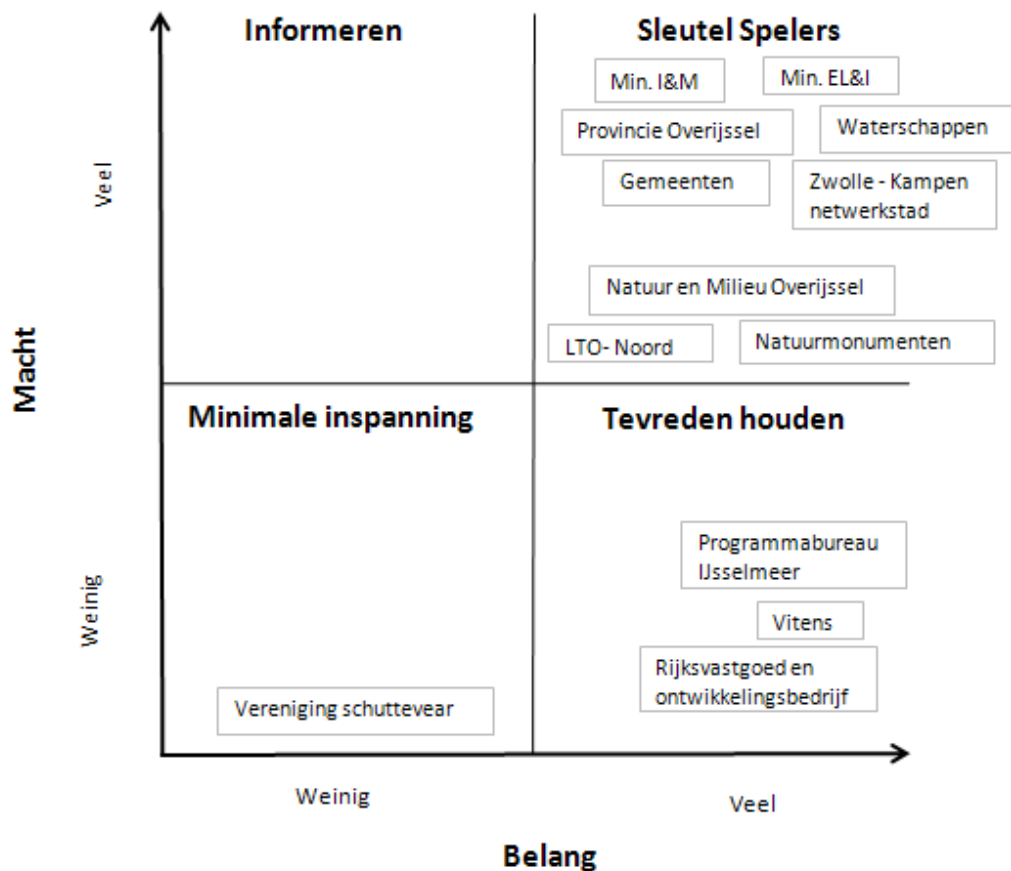 Informeren
Sleutel Spelers
Min. I&M
Min. EL&I
Provincie Overijssel
Waterschappen
Gemeenten
Zwolle - Kampen
netwerkstad
Natuur en Milieu Overijssel
LTO- Noord
Natuurmonumenten
Veel
Macht
Weinig
Minimale inspanning
Tevreden houden
Programmabureau
IJsselmeer
Vitens
Rijksvastgoed en
ontwikkelingsbedrijf
Vereniging schuttevear
Weinig
Veel
Belang